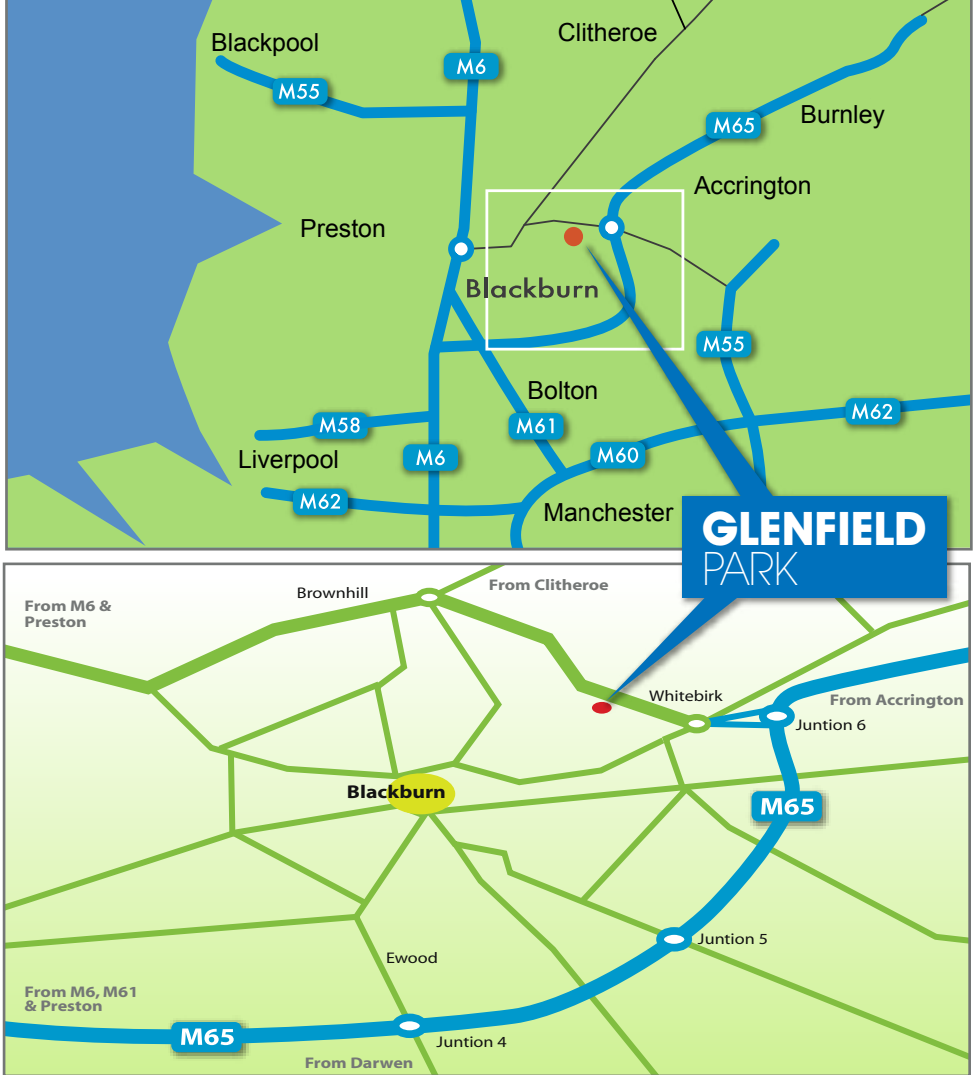 Clitheroe
Blackpool
M6
M55
Burnley
M65
Accrington
Preston
Blackburn
M55
Bolton
M58
M61
M62
Liverpool
M6
M60
M62
Manchester
GLENFIELD
PARK
From Clitheroe
Brownhill
From M6 &
Preston
Whitebirk
From Accrington
Juntion 6
Blackburn
M65
Juntion 5
Ewood
From M6, M61
& Preston
M65
Juntion 4
From Darwen